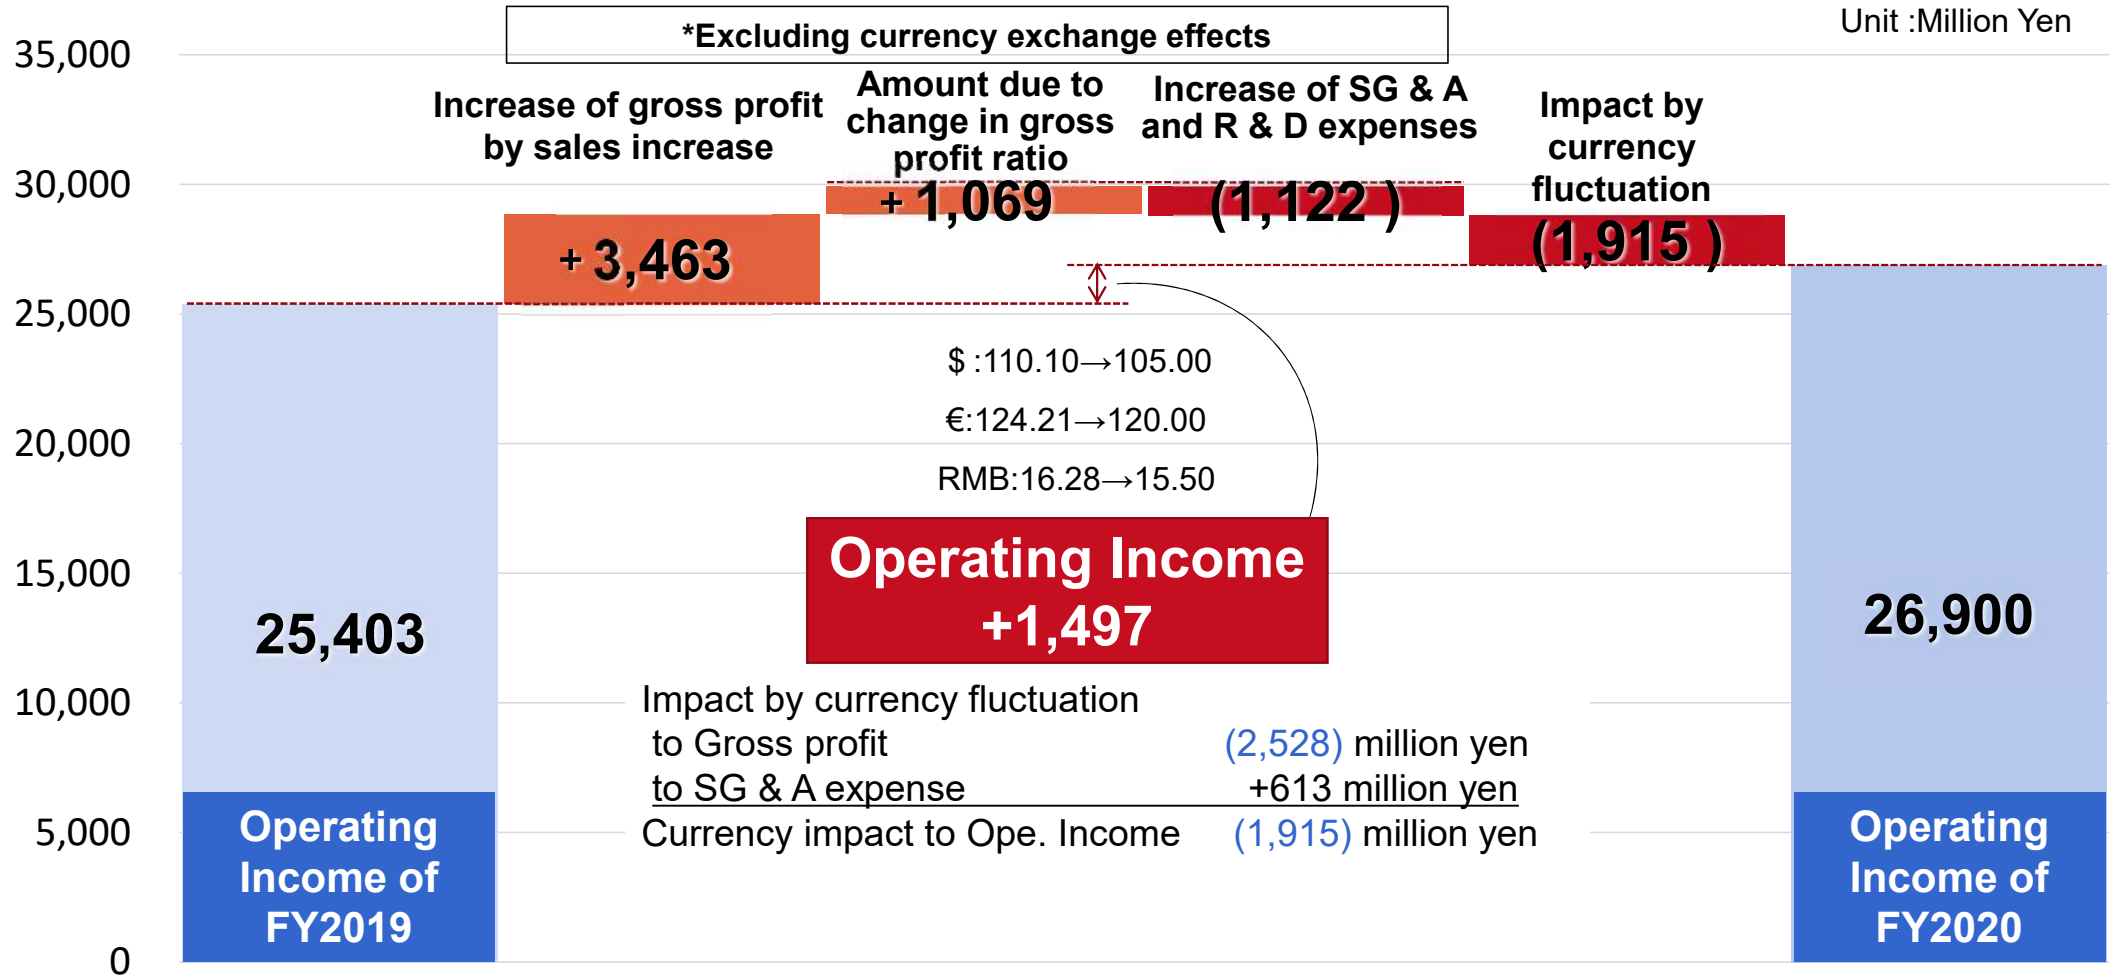 *Excluding currency exchange effects
Unit :Million Yen
35,000
30,000
25,000
20,000
15,000
10,000
5,000
0
Increase of gross profit
by sales increase
Amount due to
change in gross
profit ratio
Increase of SG & A
and R & D expenses
Impact by
currency
fluctuation
+ 3,463
+ 1,069
(1,122 )
(1,915 )
$ :110.10→105.00
€:124.21→120.00
RMB:16.28→15.50
Operating Income
+1,497
25,403
26,900
Impact by currency fluctuation
to Gross profit (2,528) million yen
to SG & A expense +613 million yen
Currency impact to Ope. Income (1,915) million yen
Operating
Income of
FY2019
Operating
Income of
FY2020